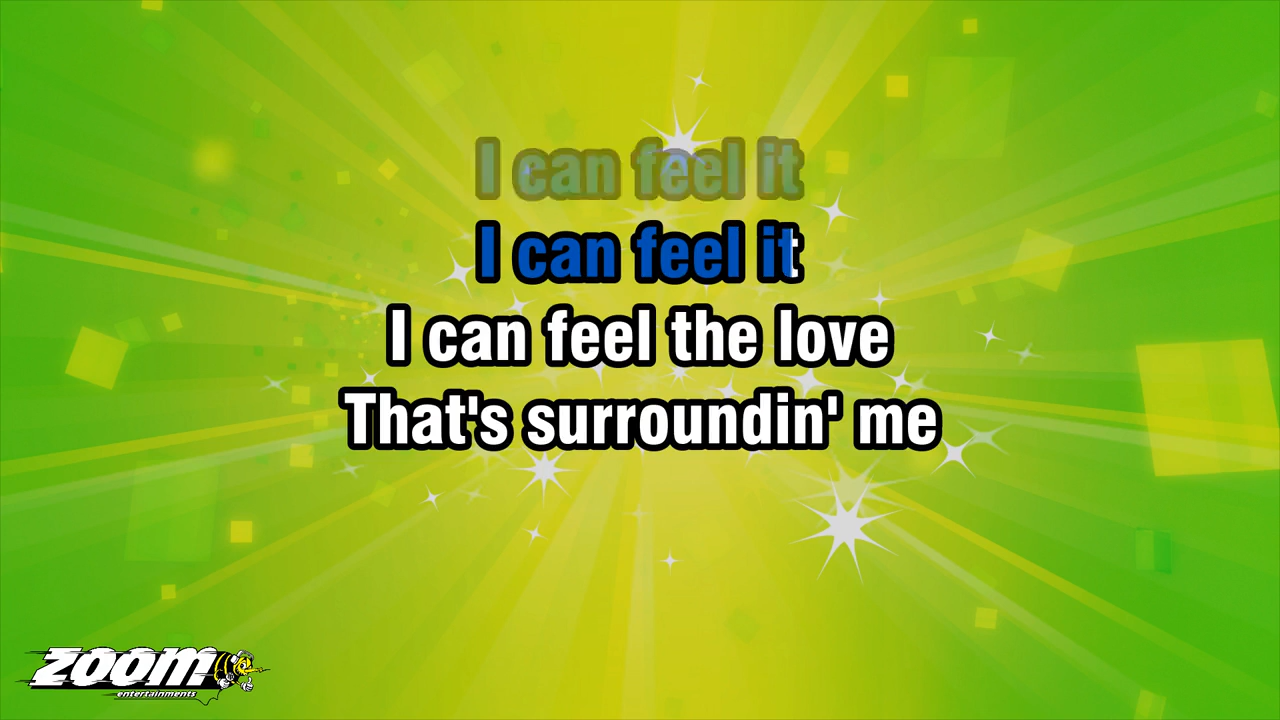 I can feel it
I can feel it
I can feel the love
That's surroundin' me
zoom
entertainments